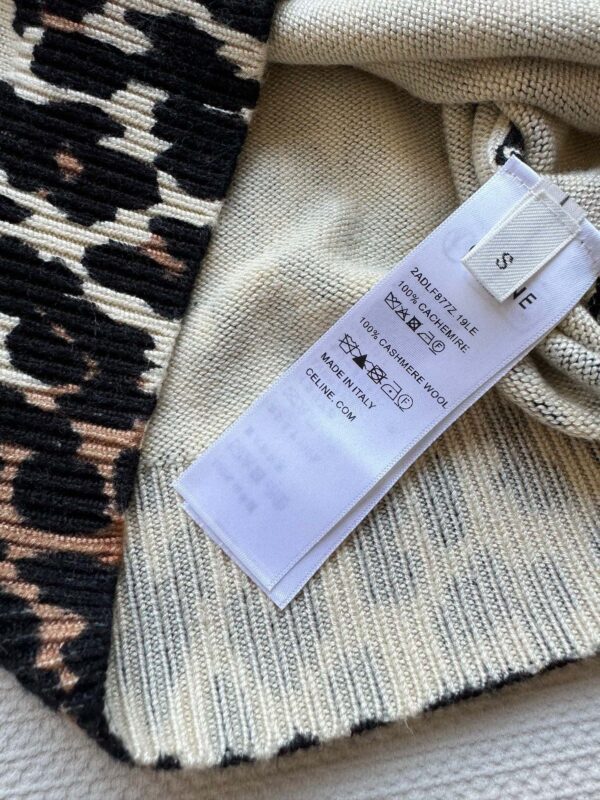 S
NE
2ADLF877Z.19LE
100% CACHEMIRE
100% CASHMERE WOOL
MADE IN ITALY
CELINE.COM